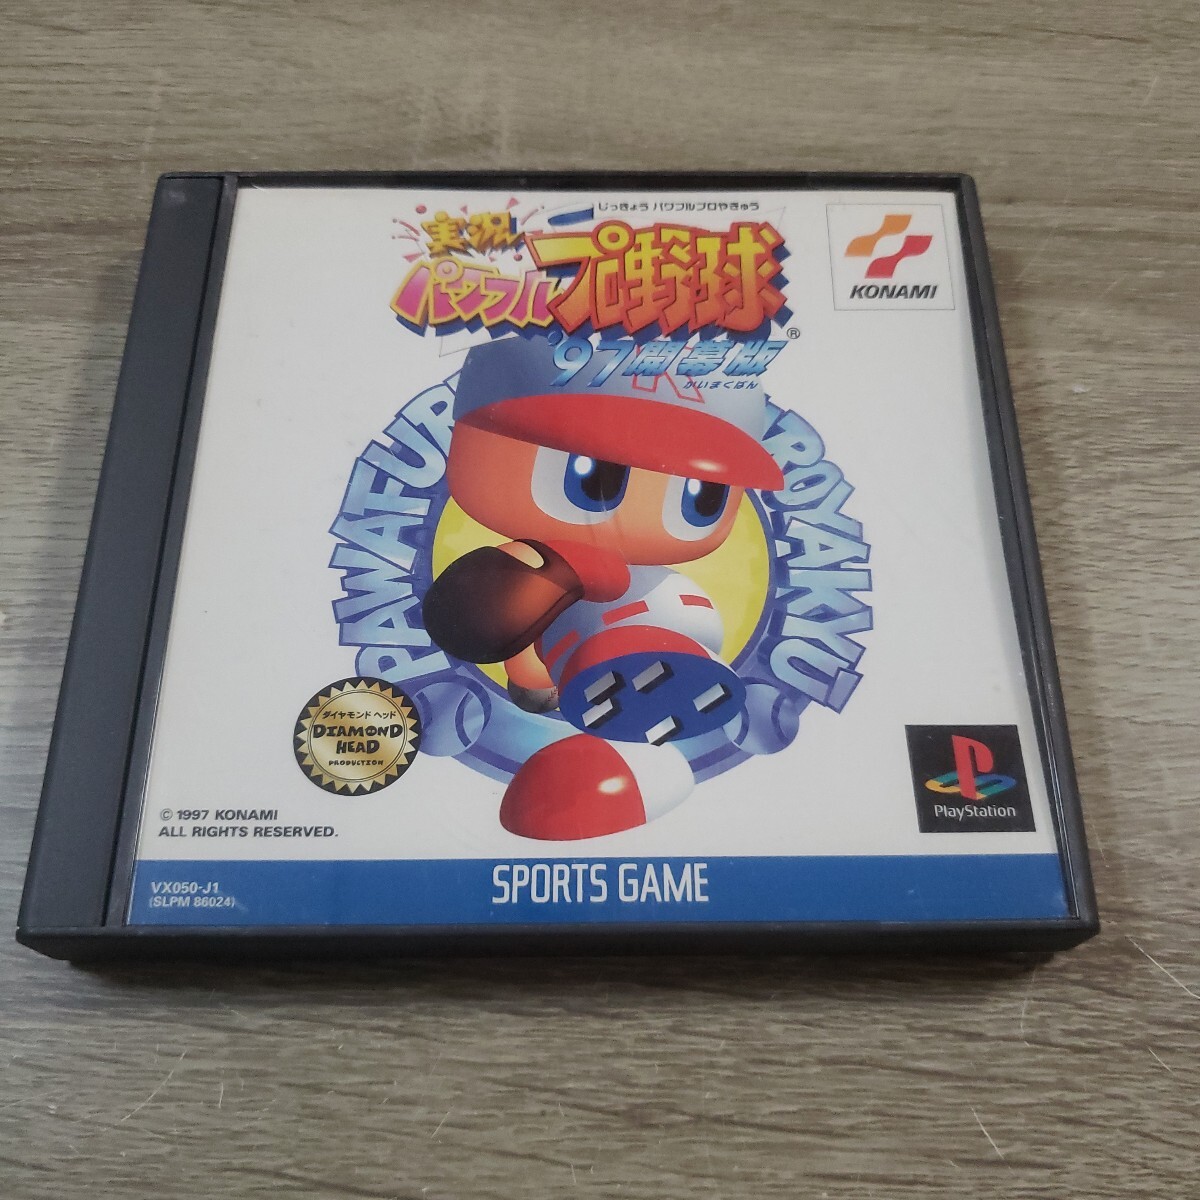 じっきょう パワフルプロやきゅう
実況
パワフル
プロ野球
®
'97開幕版
かいまくばん
KONAMI
PAWAFUR
AROYAKYŪ
ダイヤモンド ヘッド
DIAMOND
HEAD
PRODUCTION
PlayStation
© 1997 KONAMI
ALL RIGHTS RESERVED.
VX050-J1
(SLPM 86024)
SPORTS GAME